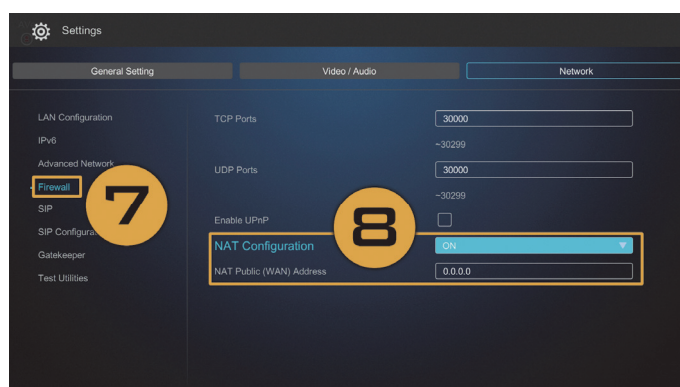 Settings
General Setting
Video / Audio
Network
LAN Configuration
IPv6
Advanced Network
Firewall
SIP
SIP Configura
Gatekeeper
Test Utilities
7
TCP Ports
30000
~30299
UDP Ports
30000
~30299
Enable UPnP
8
NAT Configuration
ON
NAT Public (WAN) Address
0.0.0.0